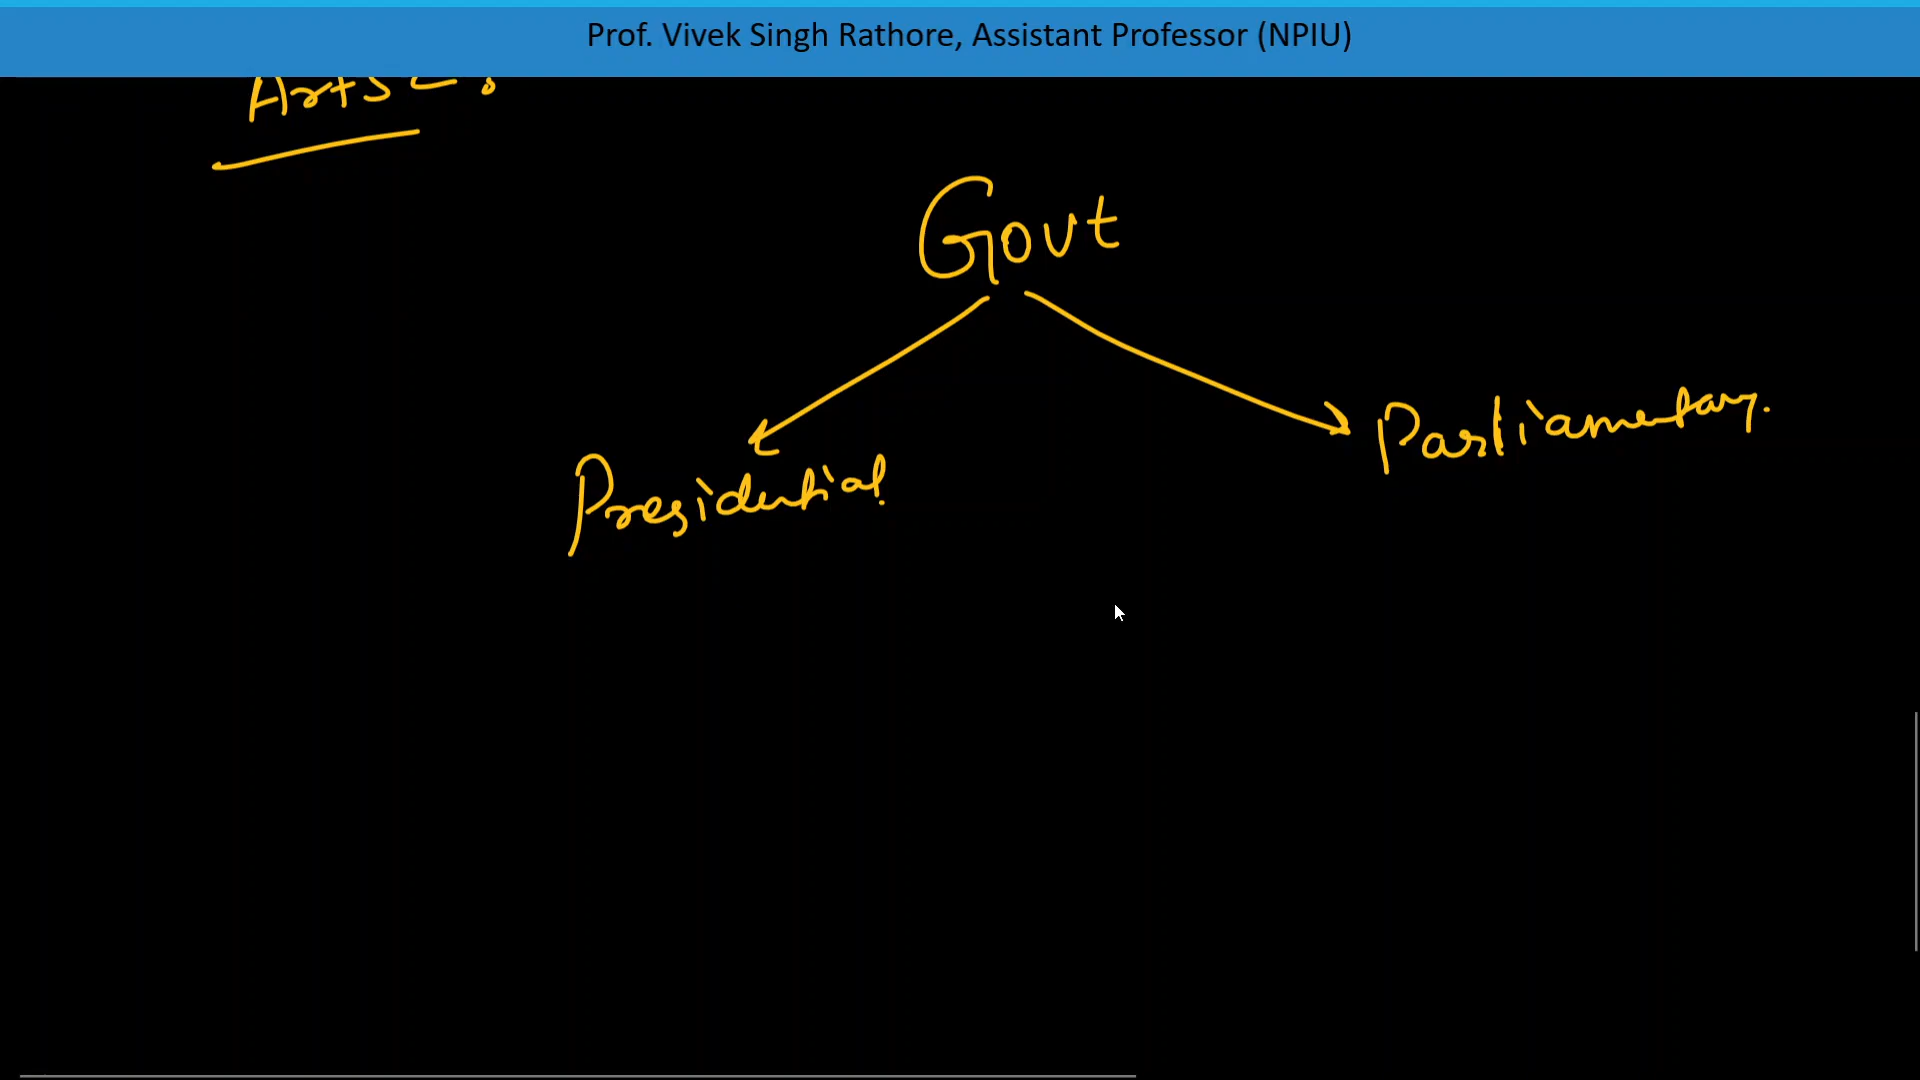 Prof. Vivek Singh Rathore, Assistant Professor (NPIU)
Arts
Govt
Presidential
Parliamentary.